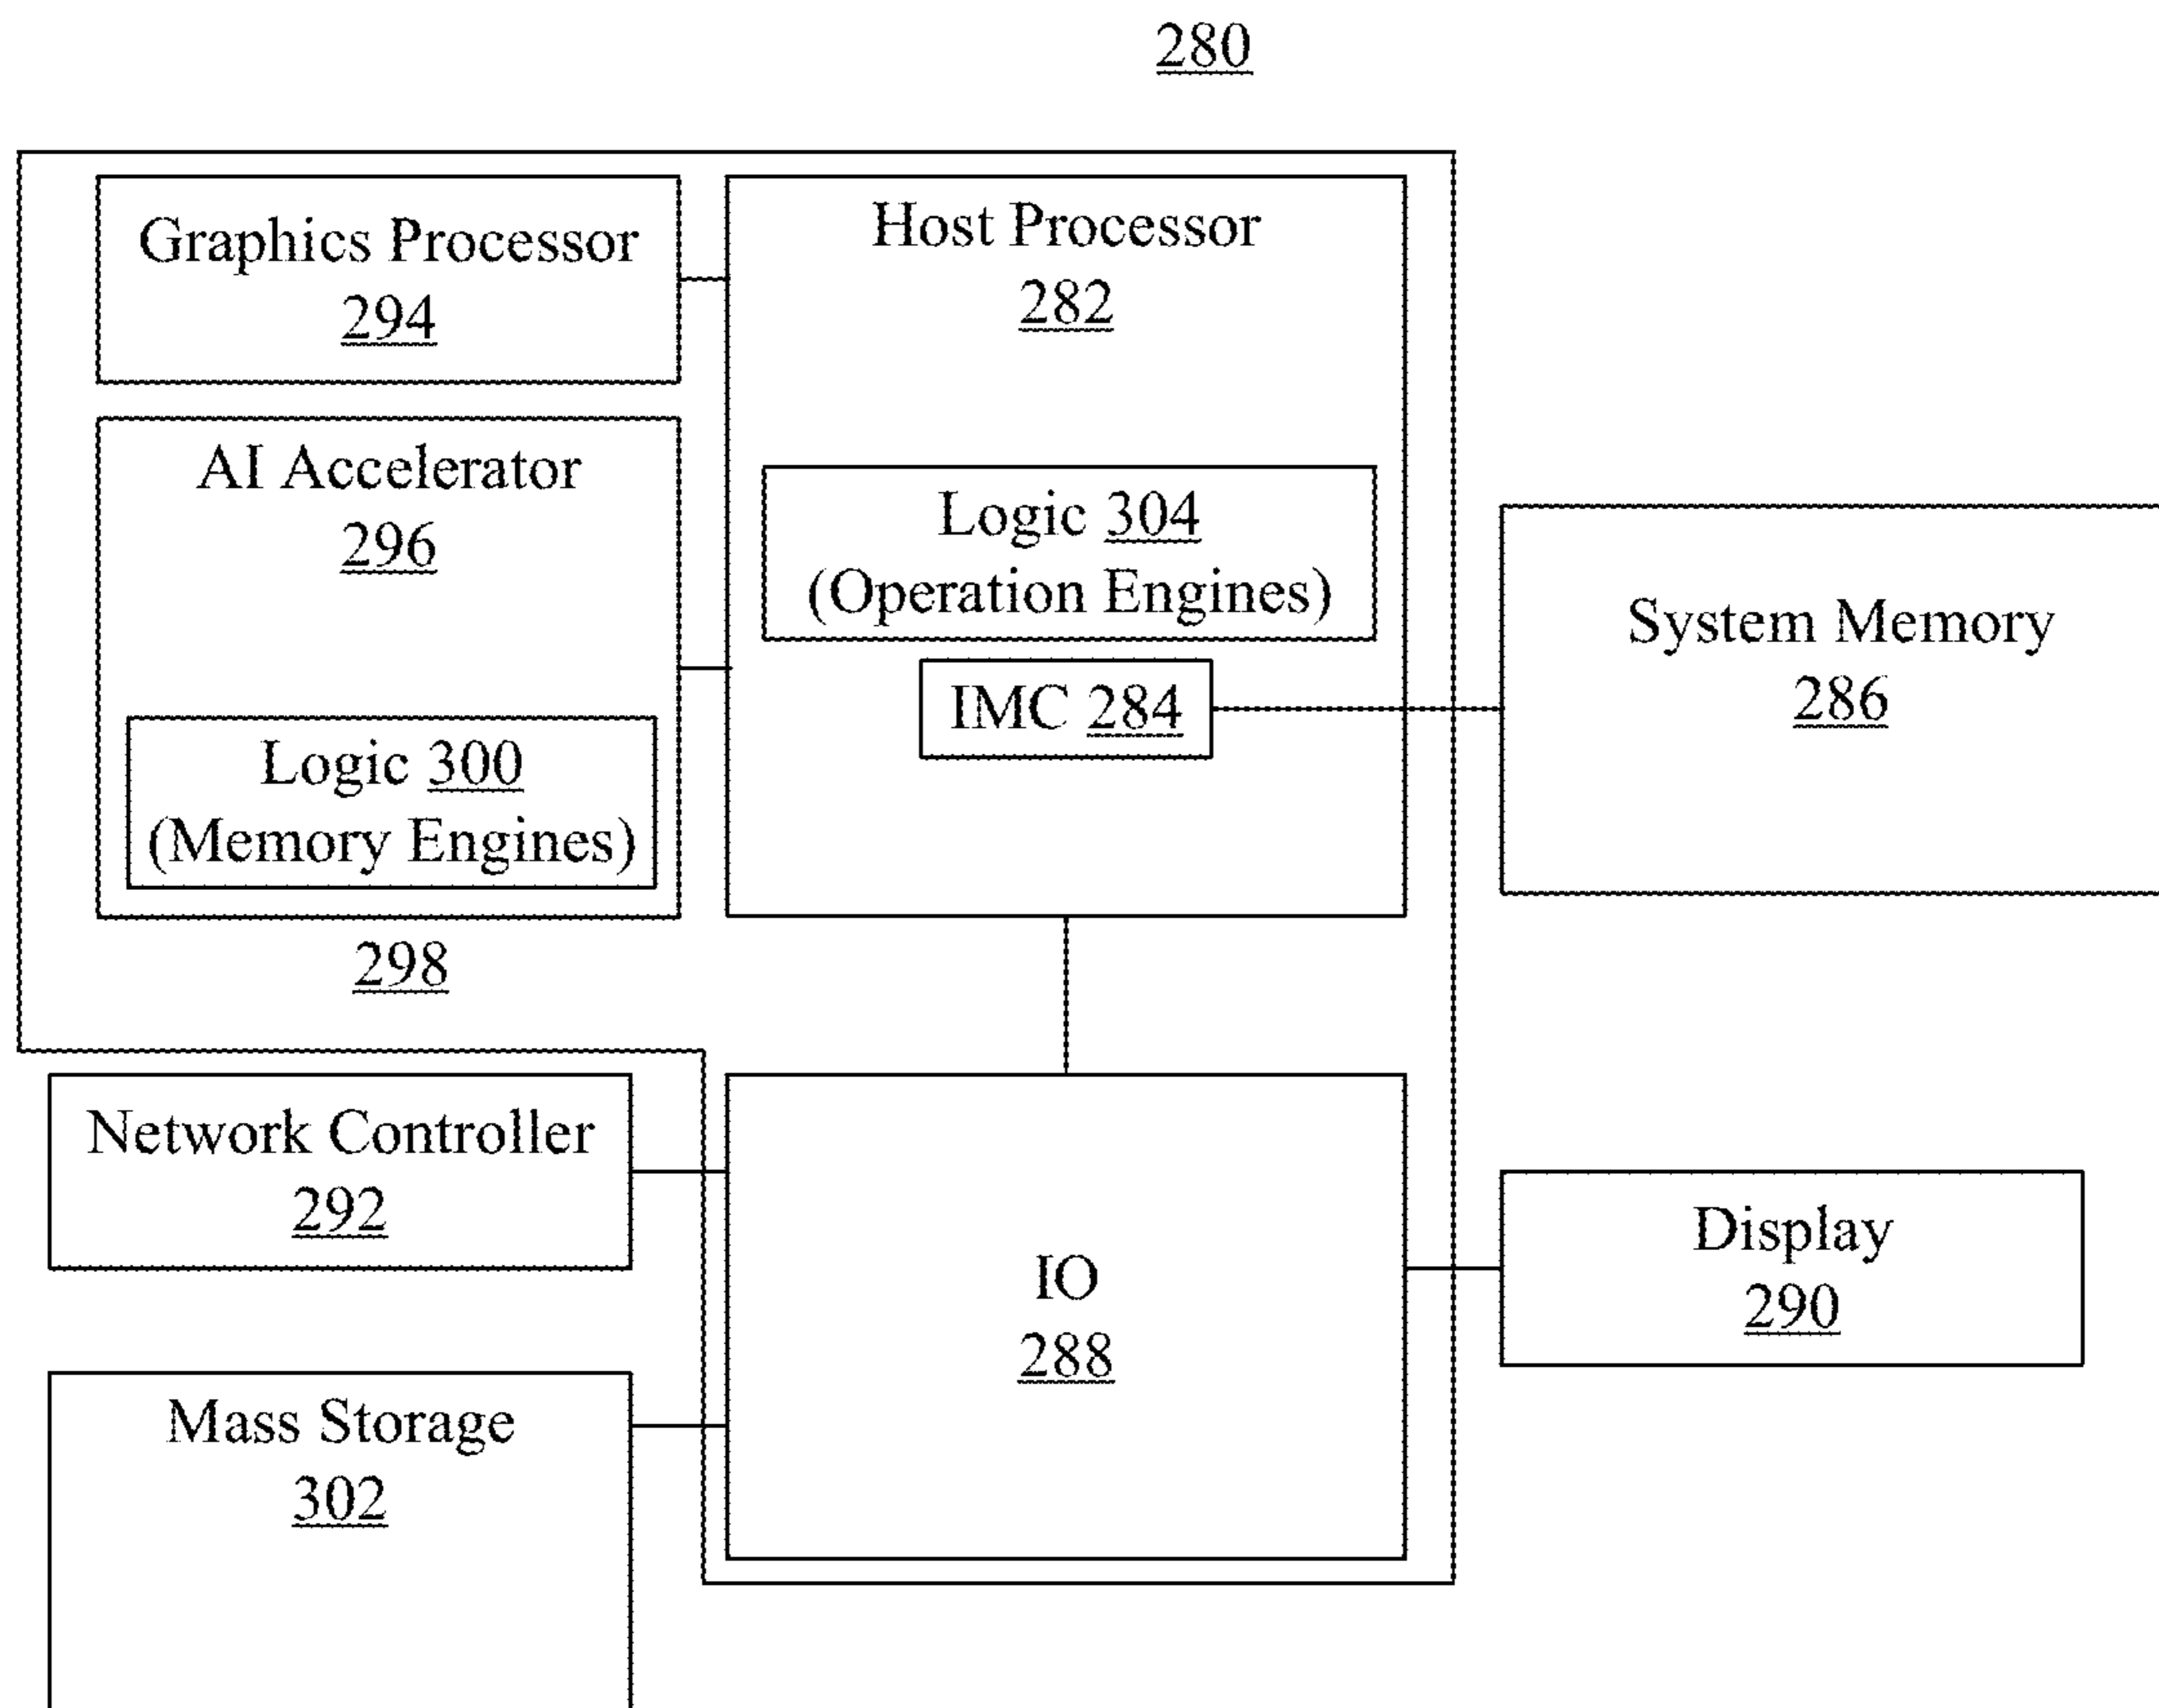 280
Graphics Processor
294
Host Processor
282
AI Accelerator
296
Logic 304
(Operation Engines)
IMC 284
System Memory
286
Logic 300
(Memory Engines)
298
Network Controller
292
IO
288
Display
290
Mass Storage
302